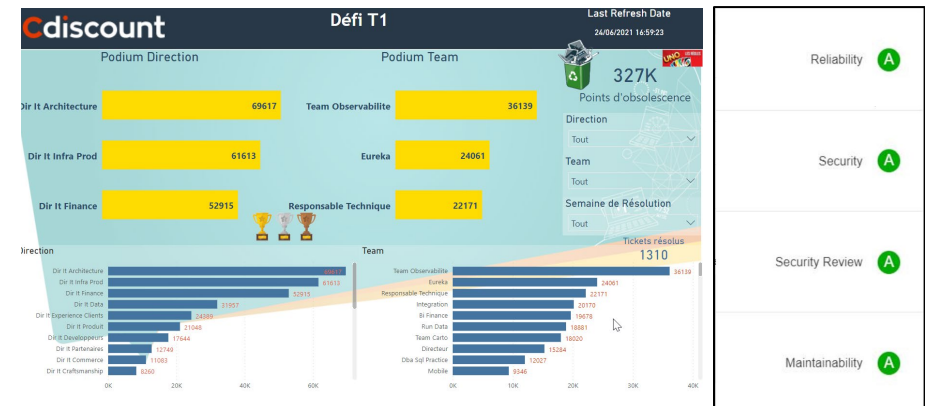 Cdiscount
Défi T1
Last Refresh Date
24/06/2021 16:59:23
Podium Direction
Dir It Architecture 69617
Dir It Infra Prod 61613
Dir It Finance 52915
Podium Team
Team Observabilite 36139
Eureka 24061
Responsable Technique 22171
UNO
327K
Points d'obsolescence
Direction
Tout
Team
Tout
Semaine de Résolution
Tout
Tickets résolus
1310
Direction
Dir It Architecture 69617
Dir It Infra Prod 61613
Dir It Finance 52915
Dir It Data 31957
Dir It Experience Clients 24389
Dir It Produit 21048
Dir It Developpeurs 17644
Dir It Partenaires 12749
Dir It Commerce 11093
Dir It Craftomanship 8260
0K 20K 40K 60K
Team
Team Observabilite 36139
Eureka 24061
Responsable Technique 22171
Integration 20170
Bi Finance 19678
Run Data 18881
Team Carto 18020
Directeur 15284
Dba Sql Practice 12027
Mobile 9346
0K 10K 20K 30K 40K
Reliability A
Security A
Security Review A
Maintainability A